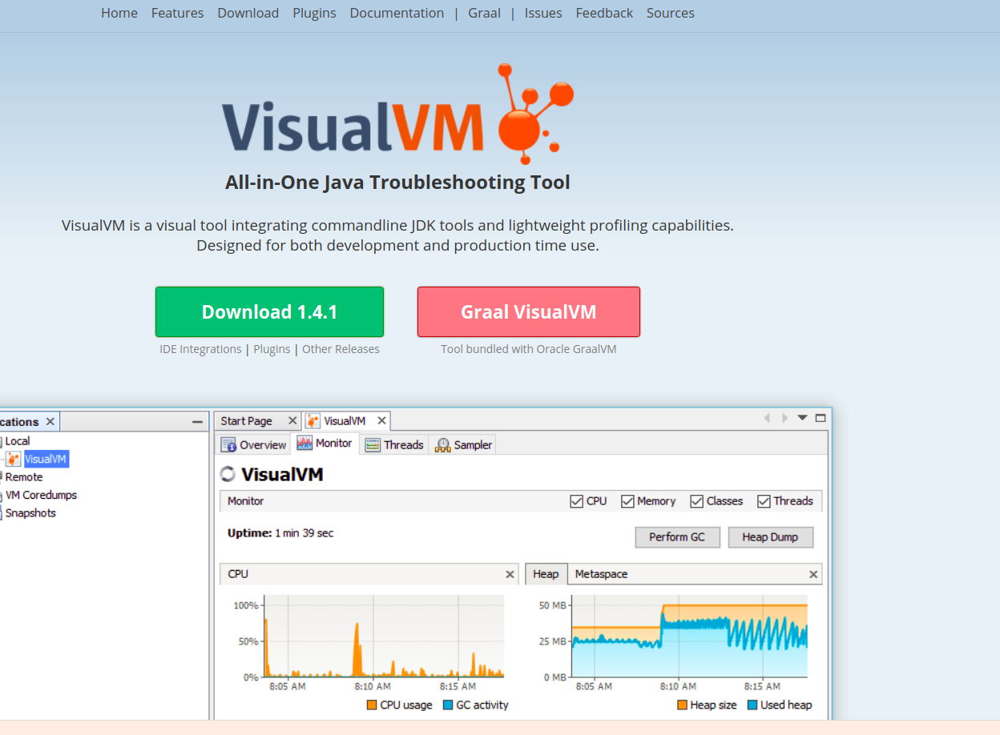 Home Features Download Plugins Documentation | Graal | Issues Feedback Sources
VisualVM
All-in-One Java Troubleshooting Tool
VisualVM is a visual tool integrating commandline JDK tools and lightweight profiling capabilities.
Designed for both development and production time use.
Download 1.4.1
Graal VisualVM
IDE Integrations | Plugins | Other Releases
Tool bundled with Oracle GraalVM
cations
Local
VisualVM
Remote
VM Coredumps
Snapshots
Start Page VisualVM
Overview Monitor Threads Sampler
VisualVM
Monitor CPU Memory Classes Threads
Uptime: 1 min 39 sec
Perform GC Heap Dump
CPU
100%
50%
0%
8:05 AM 8:10 AM 8:15 AM
CPU usage GC activity
Heap Metaspace
50 MB
25 MB
0 MB
8:05 AM 8:10 AM 8:15 AM
Heap size Used heap